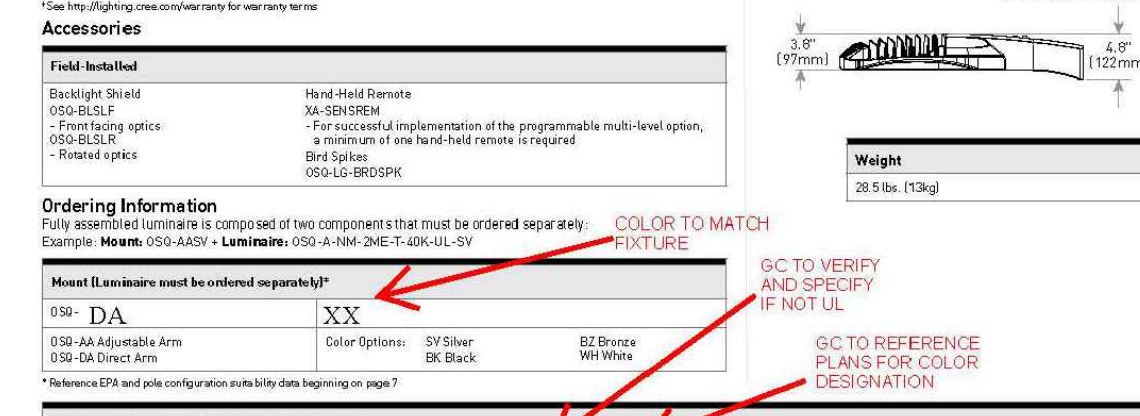 *See http://lighting.cree.com/warranty for warranty terms
Accessories
Field-Installed
Backlight Shield
OSQ-BLSLF
- Front facing optics
OSQ-BLSLR
- Rotated optics
Hand-Held Remote
XA-SENSREM
- For successful implementation of the programmable multi-level option,
a minimum of one hand-held remote is required
Bird Spikes
OSQ-LG-BRDSPK
3.8"
(97mm)
4.8"
(122mm
Weight
28.5 lbs. (13kg)
Ordering Information
Fully assembled luminaire is composed of two components that must be ordered separately:
Example: Mount: OSQ-AASV + Luminaire: OSQ-A-NM-2ME-T-40K-UL-SV
COLOR TO MATCH
FIXTURE
Mount (Luminaire must be ordered separately)*
OSQ- DA
XX
OSQ-AA Adjustable Arm
OSQ-DA Direct Arm
Color Options:
SV Silver
BK Black
BZ Bronze
WH White
GC TO VERIFY
AND SPECIFY
IF NOT UL
GC TO REFERENCE
PLANS FOR COLOR
DESIGNATION
* Reference EPA and pole configuration suitability data beginning on page 7